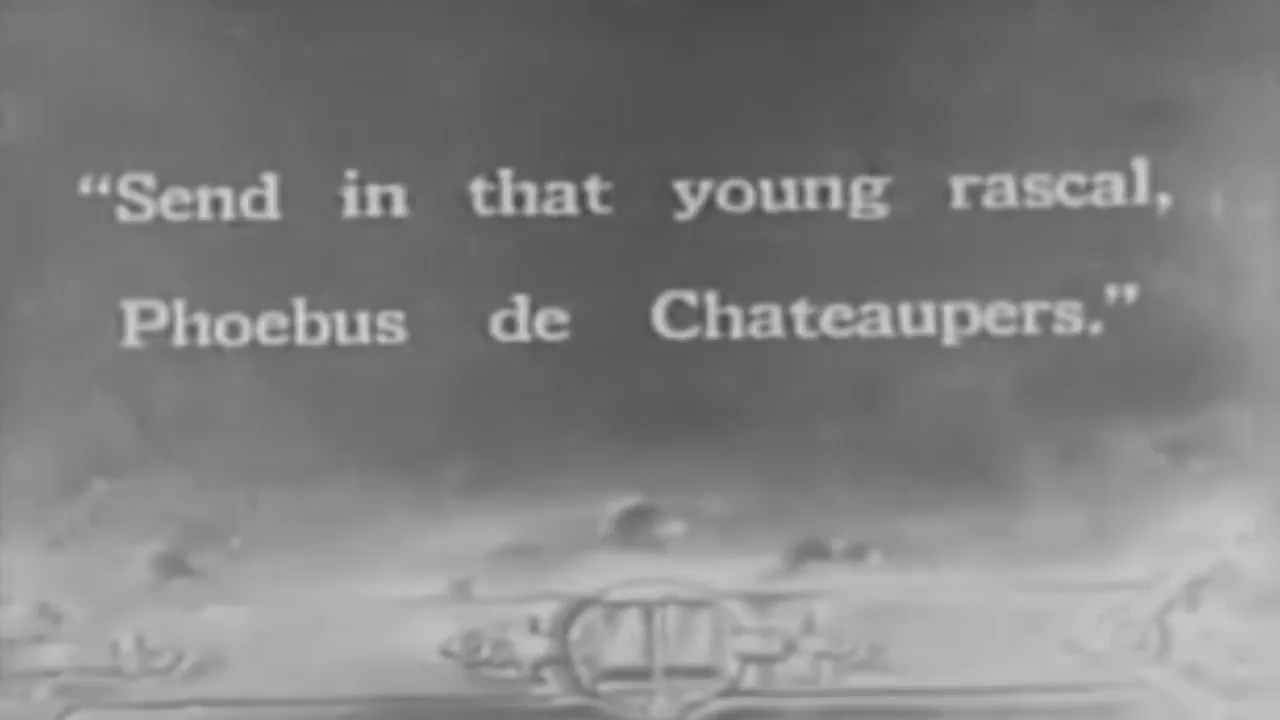 “Send in that young rascal,
Phoebus de Chateaupers.”